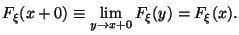 F_ξ(x + 0) ≡ lim_{y→x+0} F_ξ(y) = F_ξ(x).